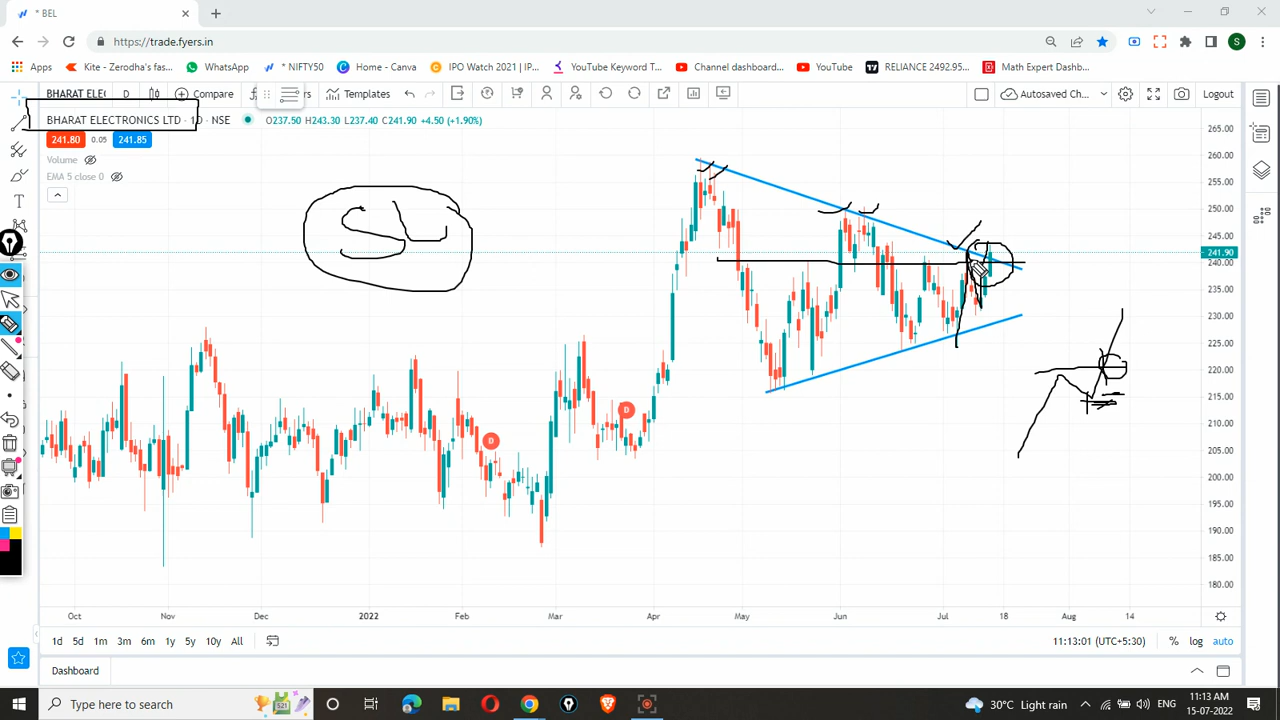 * BEL
https://trade.fyers.in
S
Apps
Kite - Zerodha's fas...
WhatsApp
* NIFTY50
Home - Canva
IPO Watch 2021 | IP...
YouTube Keyword T...
Channel dashboard...
YouTube
RELIANCE 2492.95...
Math Expert Dash...
BHARAT ELEC
D
Compare
Templates
Autosaved Ch...
Logout
BHARAT ELECTRONICS LTD · 1D · NSE
O237.50 H243.30 L237.40 C241.90 +4.50 (+1.90%)
241.80
0.05
241.85
Volume
EMA 5 close 0
265.00
260.00
255.00
250.00
245.00
241.90
240.00
235.00
230.00
225.00
220.00
215.00
210.00
205.00
200.00
195.00
190.00
185.00
180.00
D
D
Oct
Nov
Dec
2022
Feb
Mar
Apr
May
Jun
Jul
18
Aug
14
1d
5d
1m
3m
6m
1y
5y
10y
All
11:13:01 (UTC+5:30)
%
log
auto
Dashboard
Type here to search
30°C Light rain
ENG
11:13 AM
15-07-2022